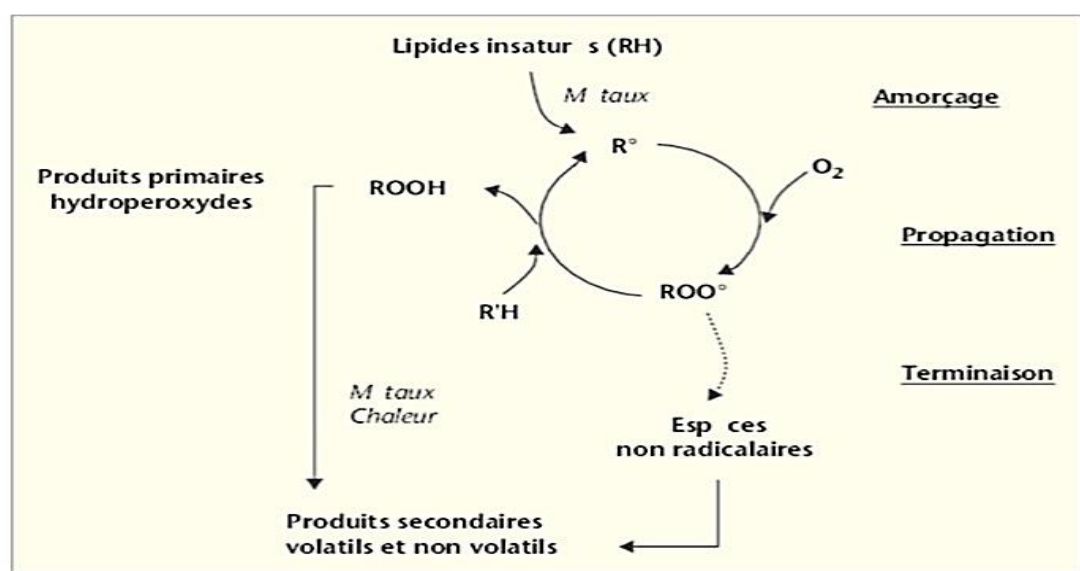 Lipides insatur s (RH)
M taux
Amorçage
R°
O₂
Produits primaires
hydroperoxydes
ROOH
Propagation
R'H
ROO°
Terminaison
M taux
Chaleur
Esp ces
non radicalaires
Produits secondaires
volatils et non volatils